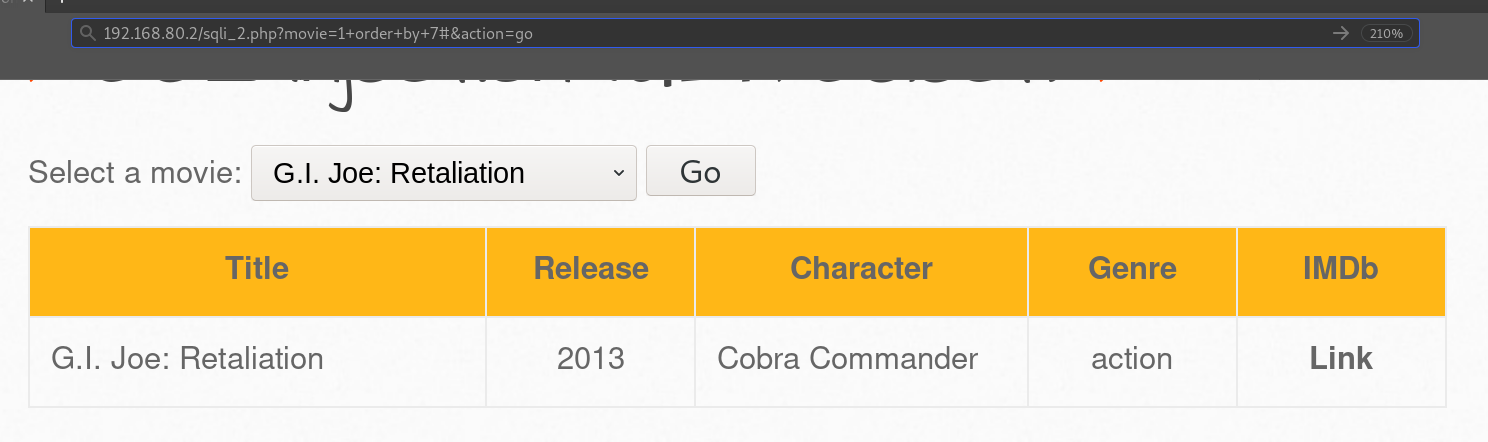 192.168.80.2/sqli_2.php?movie=1+order+by+7#&action=go
210%
Select a movie: G.I. Joe: Retaliation Go
Title Release Character Genre IMDb
G.I. Joe: Retaliation 2013 Cobra Commander action Link